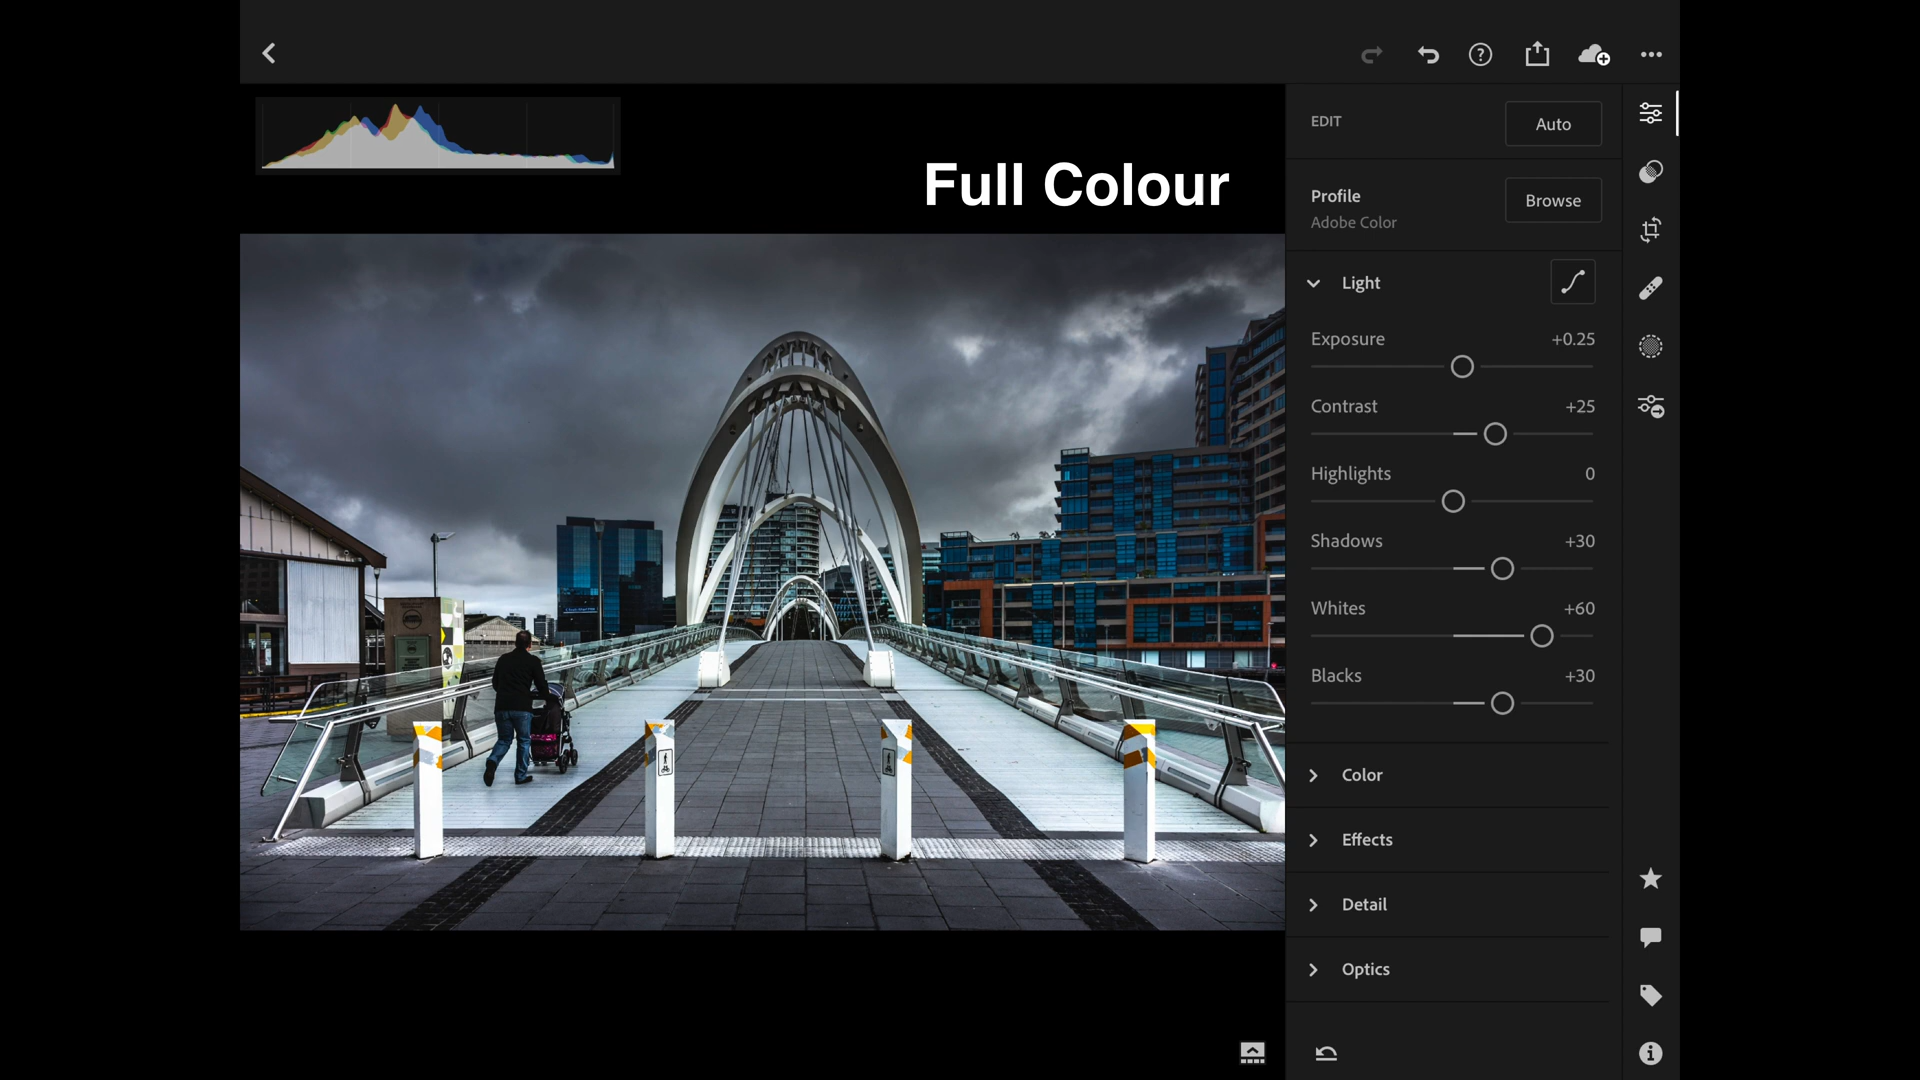 Full Colour
EDIT
Auto
Profile
Adobe Color
Browse
Light
Exposure +0.25
Contrast +25
Highlights 0
Shadows +30
Whites +60
Blacks +30
Color
Effects
Detail
Optics